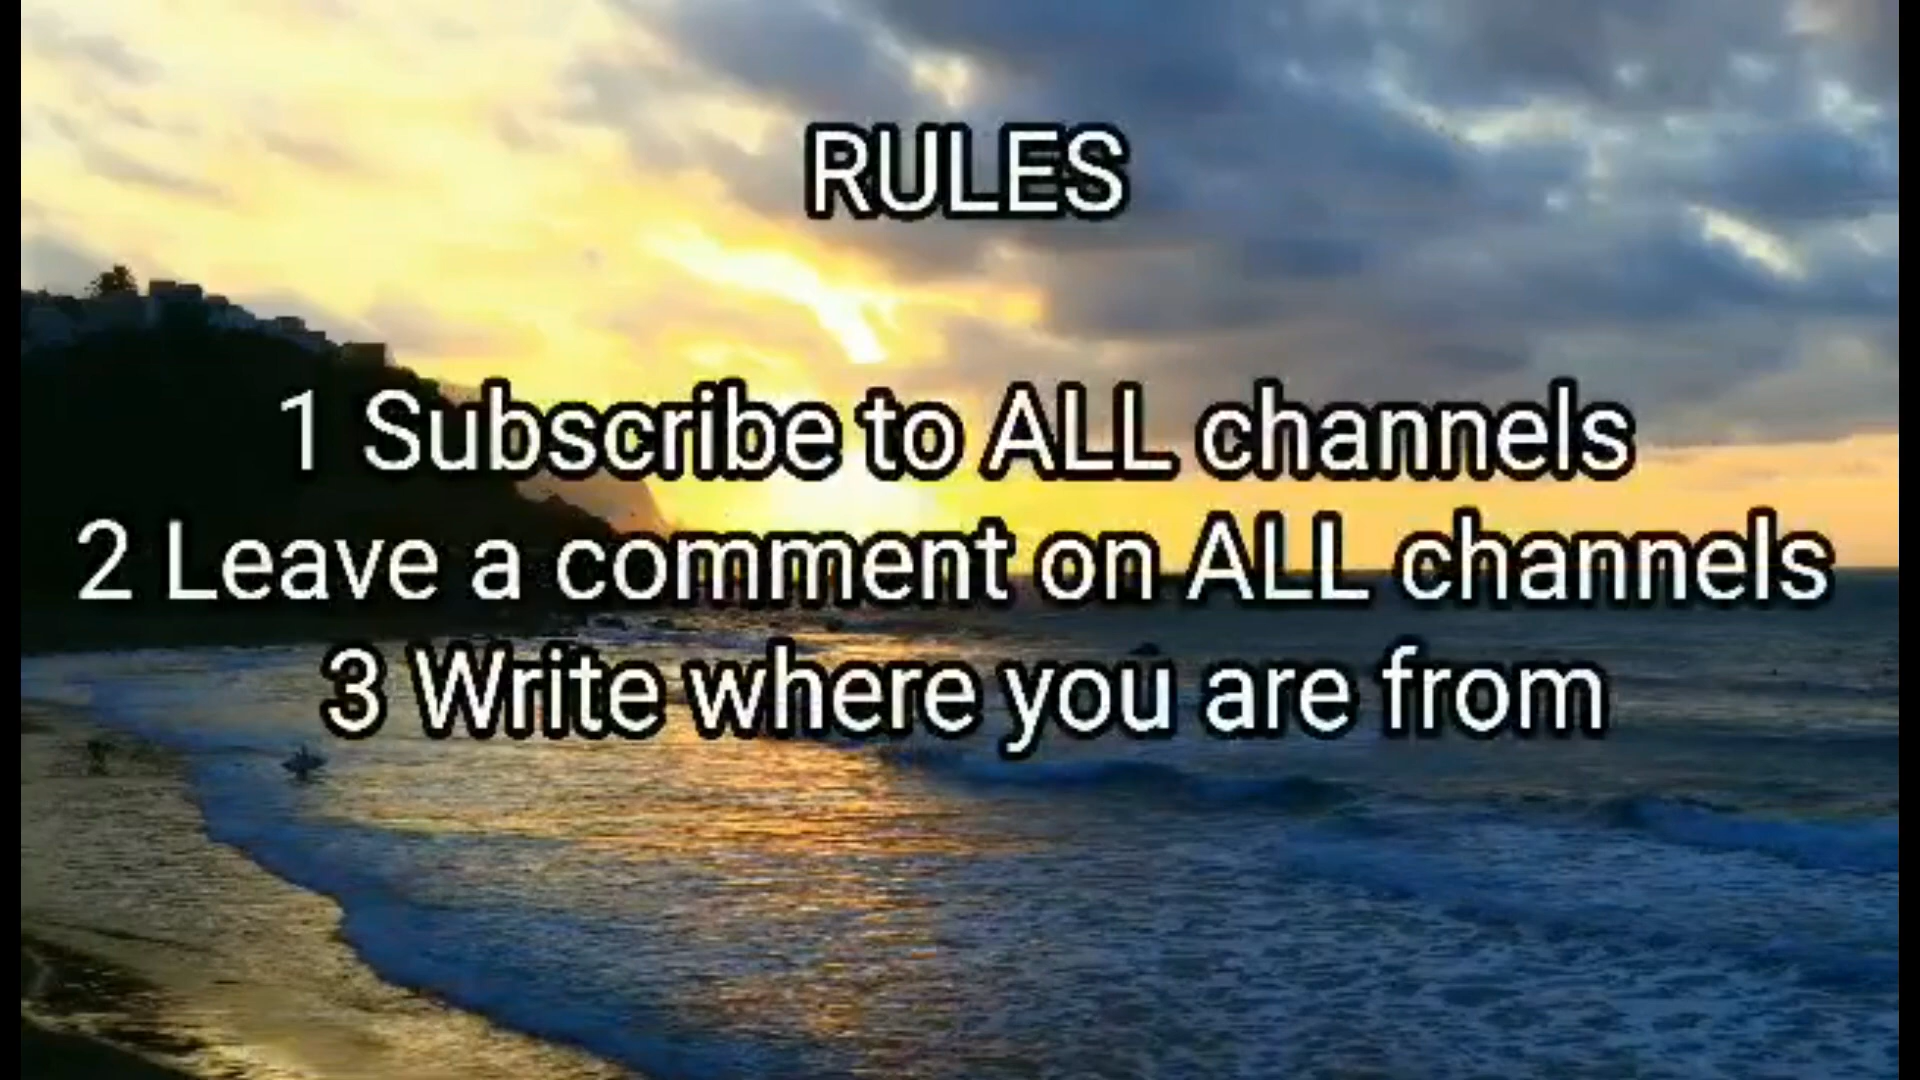 RULES
1 Subscribe to ALL channels
2 Leave a comment on ALL channels
3 Write where you are from